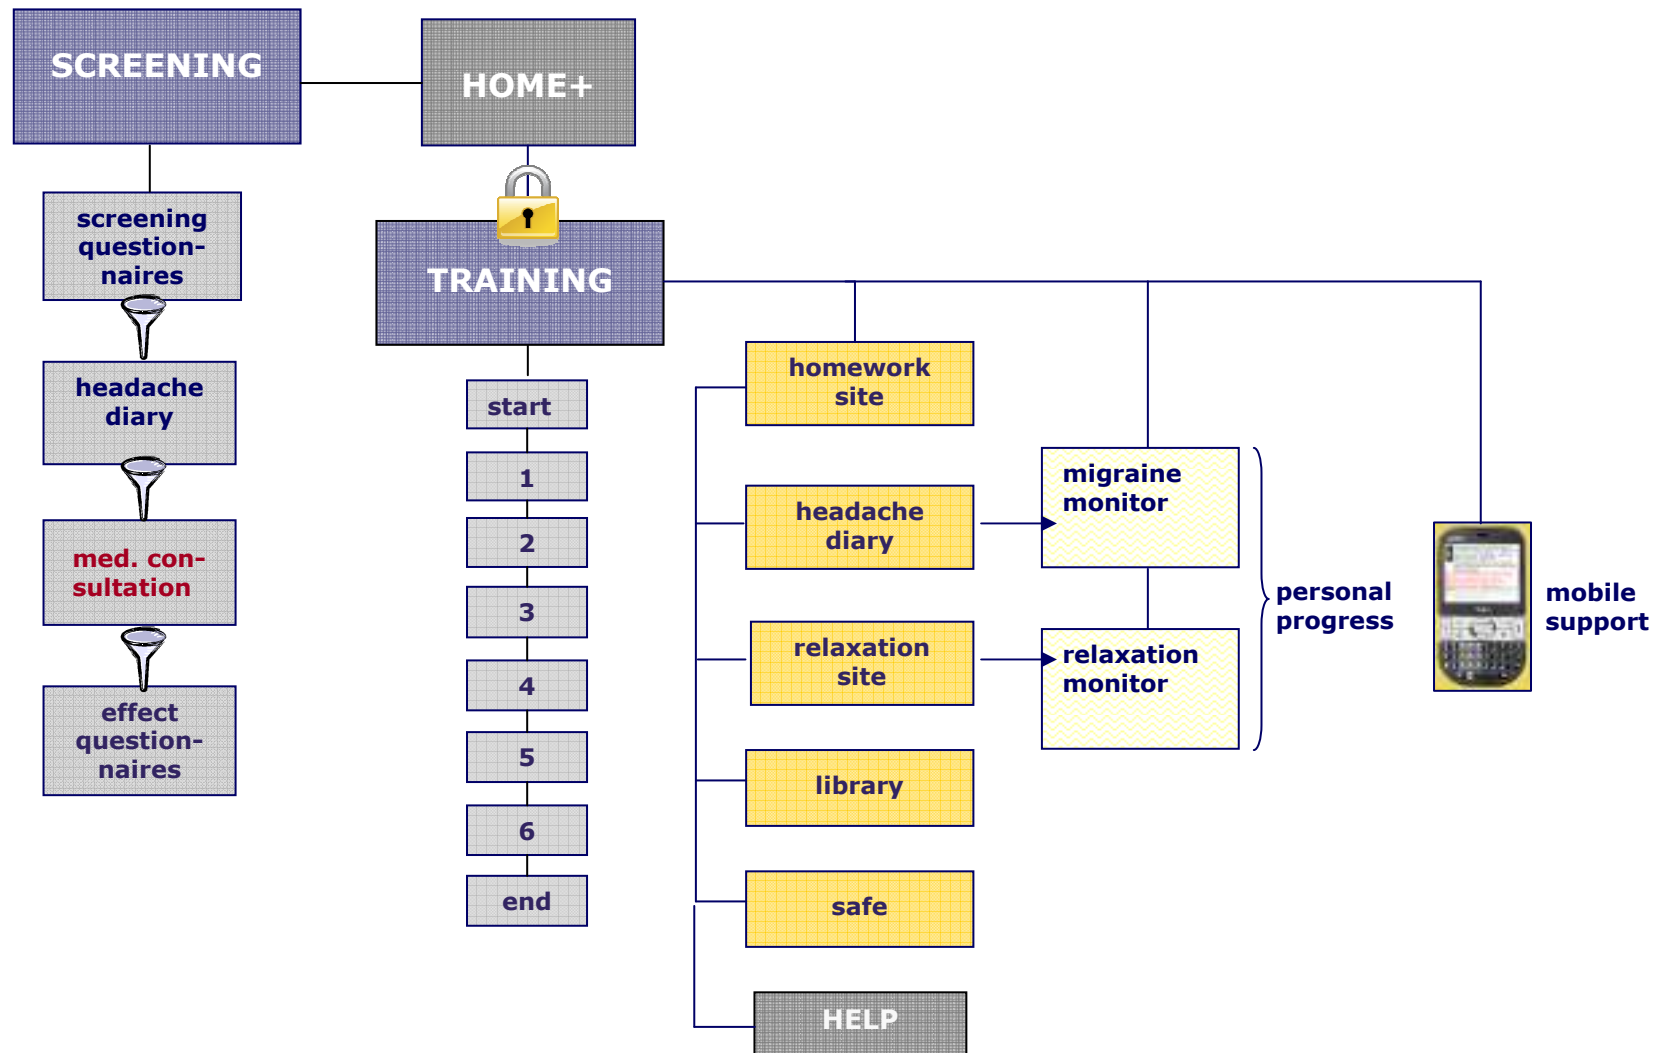 SCREENING
HOME+
screening
question-
naires
headache
diary
med. con-
sultation
effect
question-
naires
TRAINING
start
1
2
3
4
5
6
end
homework
site
headache
diary
relaxation
site
library
safe
HELP
migraine
monitor
relaxation
monitor
personal
progress
mobile
support